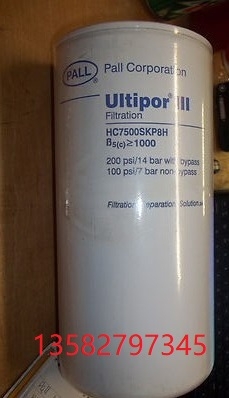 PALL
Pall Corporation
Ultipor® III
Filtration
HC7500SKP8H
β5(c)≥1000
200 psi/14 bar with bypass
100 psi/7 bar non-bypass
Filtration. Separation. Solution.
13582797345